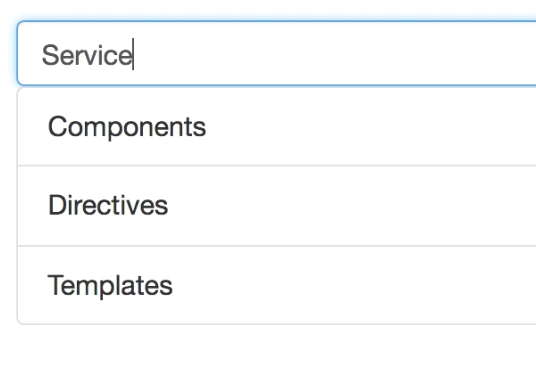 Service
Components
Directives
Templates